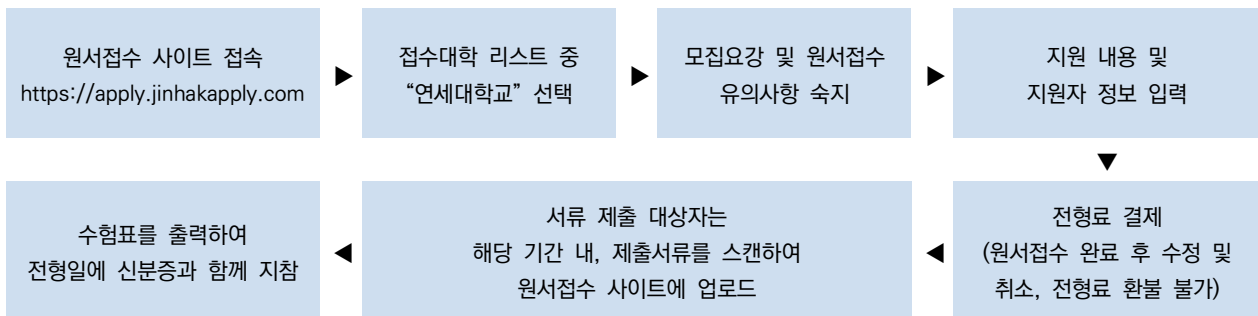 원서접수 사이트 접속
https://apply.jinhakapply.com
▶
접수대학 리스트 중
“연세대학교” 선택
▶
모집요강 및 원서접수
유의사항 숙지
▶
지원 내용 및
지원자 정보 입력
▼
전형료 결제
(원서접수 완료 후 수정 및
취소, 전형료 환불 불가)
◀
서류 제출 대상자는
해당 기간 내, 제출서류를 스캔하여
원서접수 사이트에 업로드
◀
수험표를 출력하여
전형일에 신분증과 함께 지참